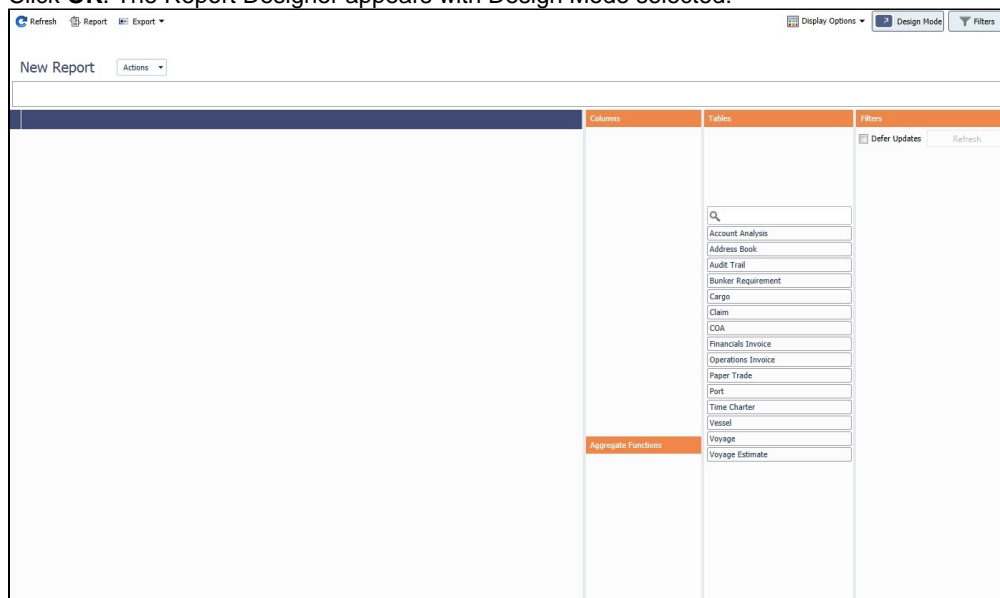 Click OK. The Report Designer appears with Design Mode selected.
Refresh Report Export Display Options Design Mode Filters
New Report Actions
Columns Tables Filters
Defer Updates Refresh
Account Analysis
Address Book
Audit Trail
Bunker Requirement
Cargo
Claim
COA
Financials Invoice
Operations Invoice
Paper Trade
Port
Time Charter
Vessel
Aggregate Functions Voyage
Voyage Estimate